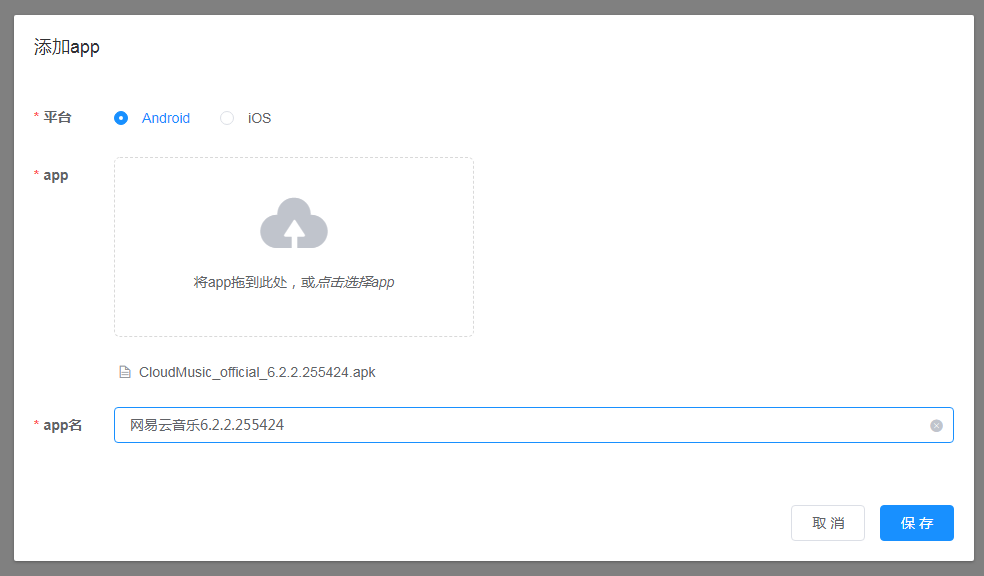 添加app
* 平台 Android iOS
* app
将app拖到此处，或点击选择app
CloudMusic_official_6.2.2.255424.apk
* app名 网易云音乐6.2.2.255424
取 消 保 存